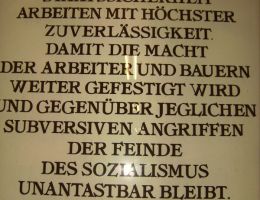 STAATSSICHERHEIT
ARBEITEN MIT HÖCHSTER
ZUVERLÄSSIGKEIT.
DAMIT DIE MACHT
DER ARBEITER UND BAUERN
WEITER GEFESTIGT WIRD
UND GEGENÜBER JEGLICHEN
SUBVERSIVEN ANGRIFFEN
DER FEINDE
DES SOZIALISMUS
UNANTASTBAR BLEIBT.